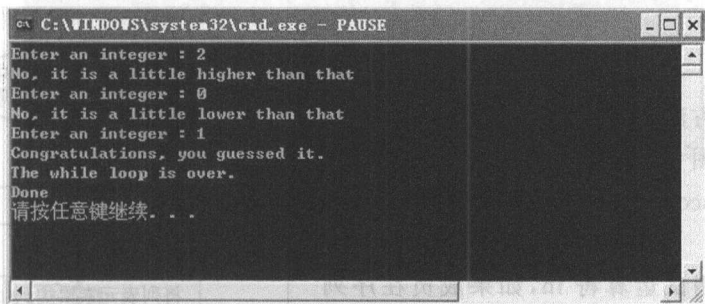 C:\WINDOWS\system32\cmd.exe - PAUSE
Enter an integer : 2
No, it is a little higher than that
Enter an integer : 0
No, it is a little lower than that
Enter an integer : 1
Congratulations, you guessed it.
The while loop is over.
Done
请按任意键继续. . .